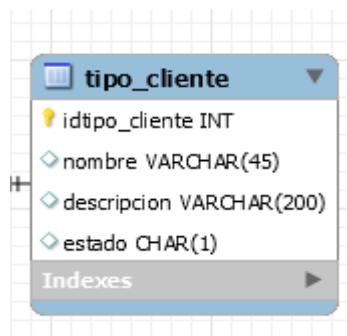 tipo_cliente
idtipo_cliente INT
nombre VARCHAR(45)
descripcion VARCHAR(200)
estado CHAR(1)
Indexes